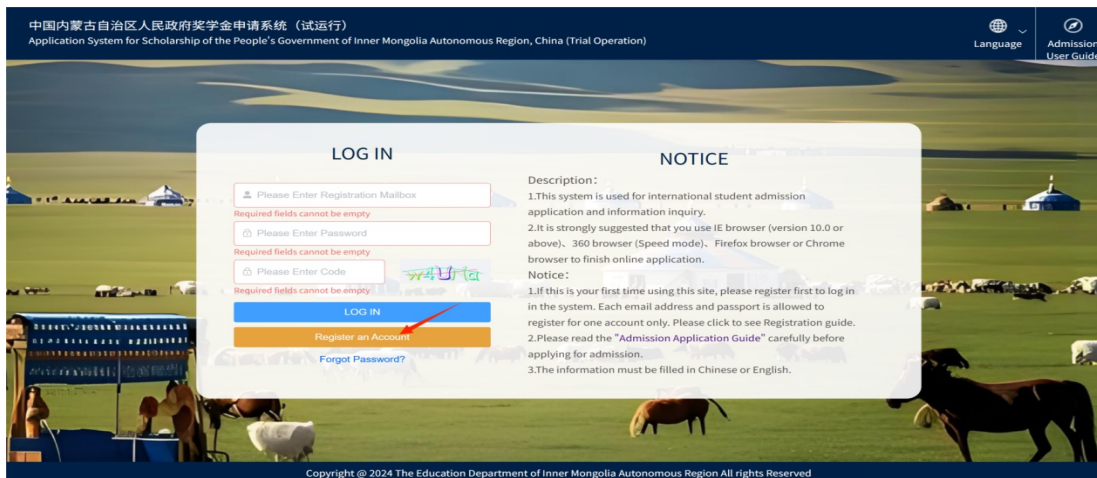 中国内蒙古自治区人民政府奖学金申请系统（试运行）
Application System for Scholarship of the People's Government of Inner Mongolia Autonomous Region, China (Trial Operation)
Language
Admission
User Guide
LOG IN
Please Enter Registration Mailbox
Required fields cannot be empty
Please Enter Password
Required fields cannot be empty
Please Enter Code
Required fields cannot be empty
LOG IN
Register an Account
Forgot Password?
NOTICE
Description：
1.This system is used for international student admission
application and information inquiry.
2.It is strongly suggested that you use IE browser (version 10.0 or
above)、360 browser (Speed mode)、Firefox browser or Chrome
browser to finish online application.
Notice：
1.If this is your first time using this site, please register first to log in
in the system. Each email address and passport is allowed to
register for one account only. Please click to see Registration guide.
2.Please read the "Admission Application Guide" carefully before
applying for admission.
3.The information must be filled in Chinese or English.
Copyright @ 2024 The Education Department of Inner Mongolia Autonomous Region All rights Reserved